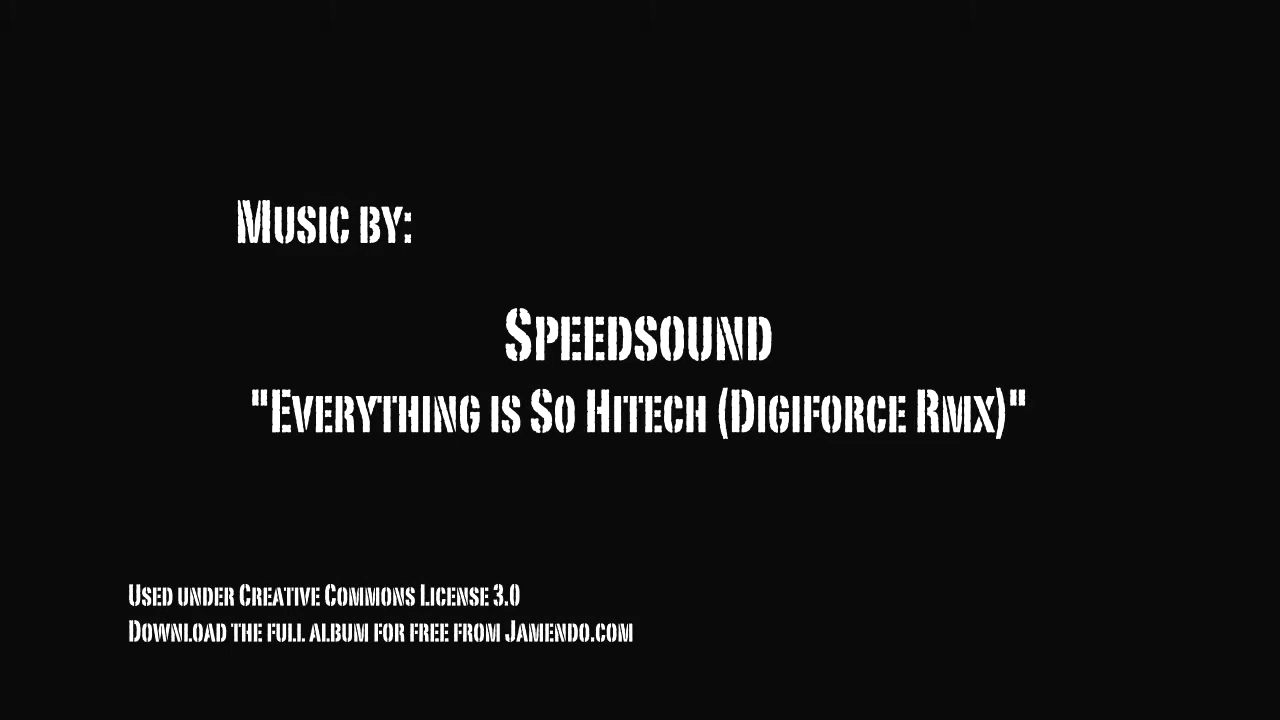 Music by:
Speedsound
"Everything is So Hitech (Digiforce Rmx)"
Used under Creative Commons License 3.0
Download the full album for free from Jamendo.com